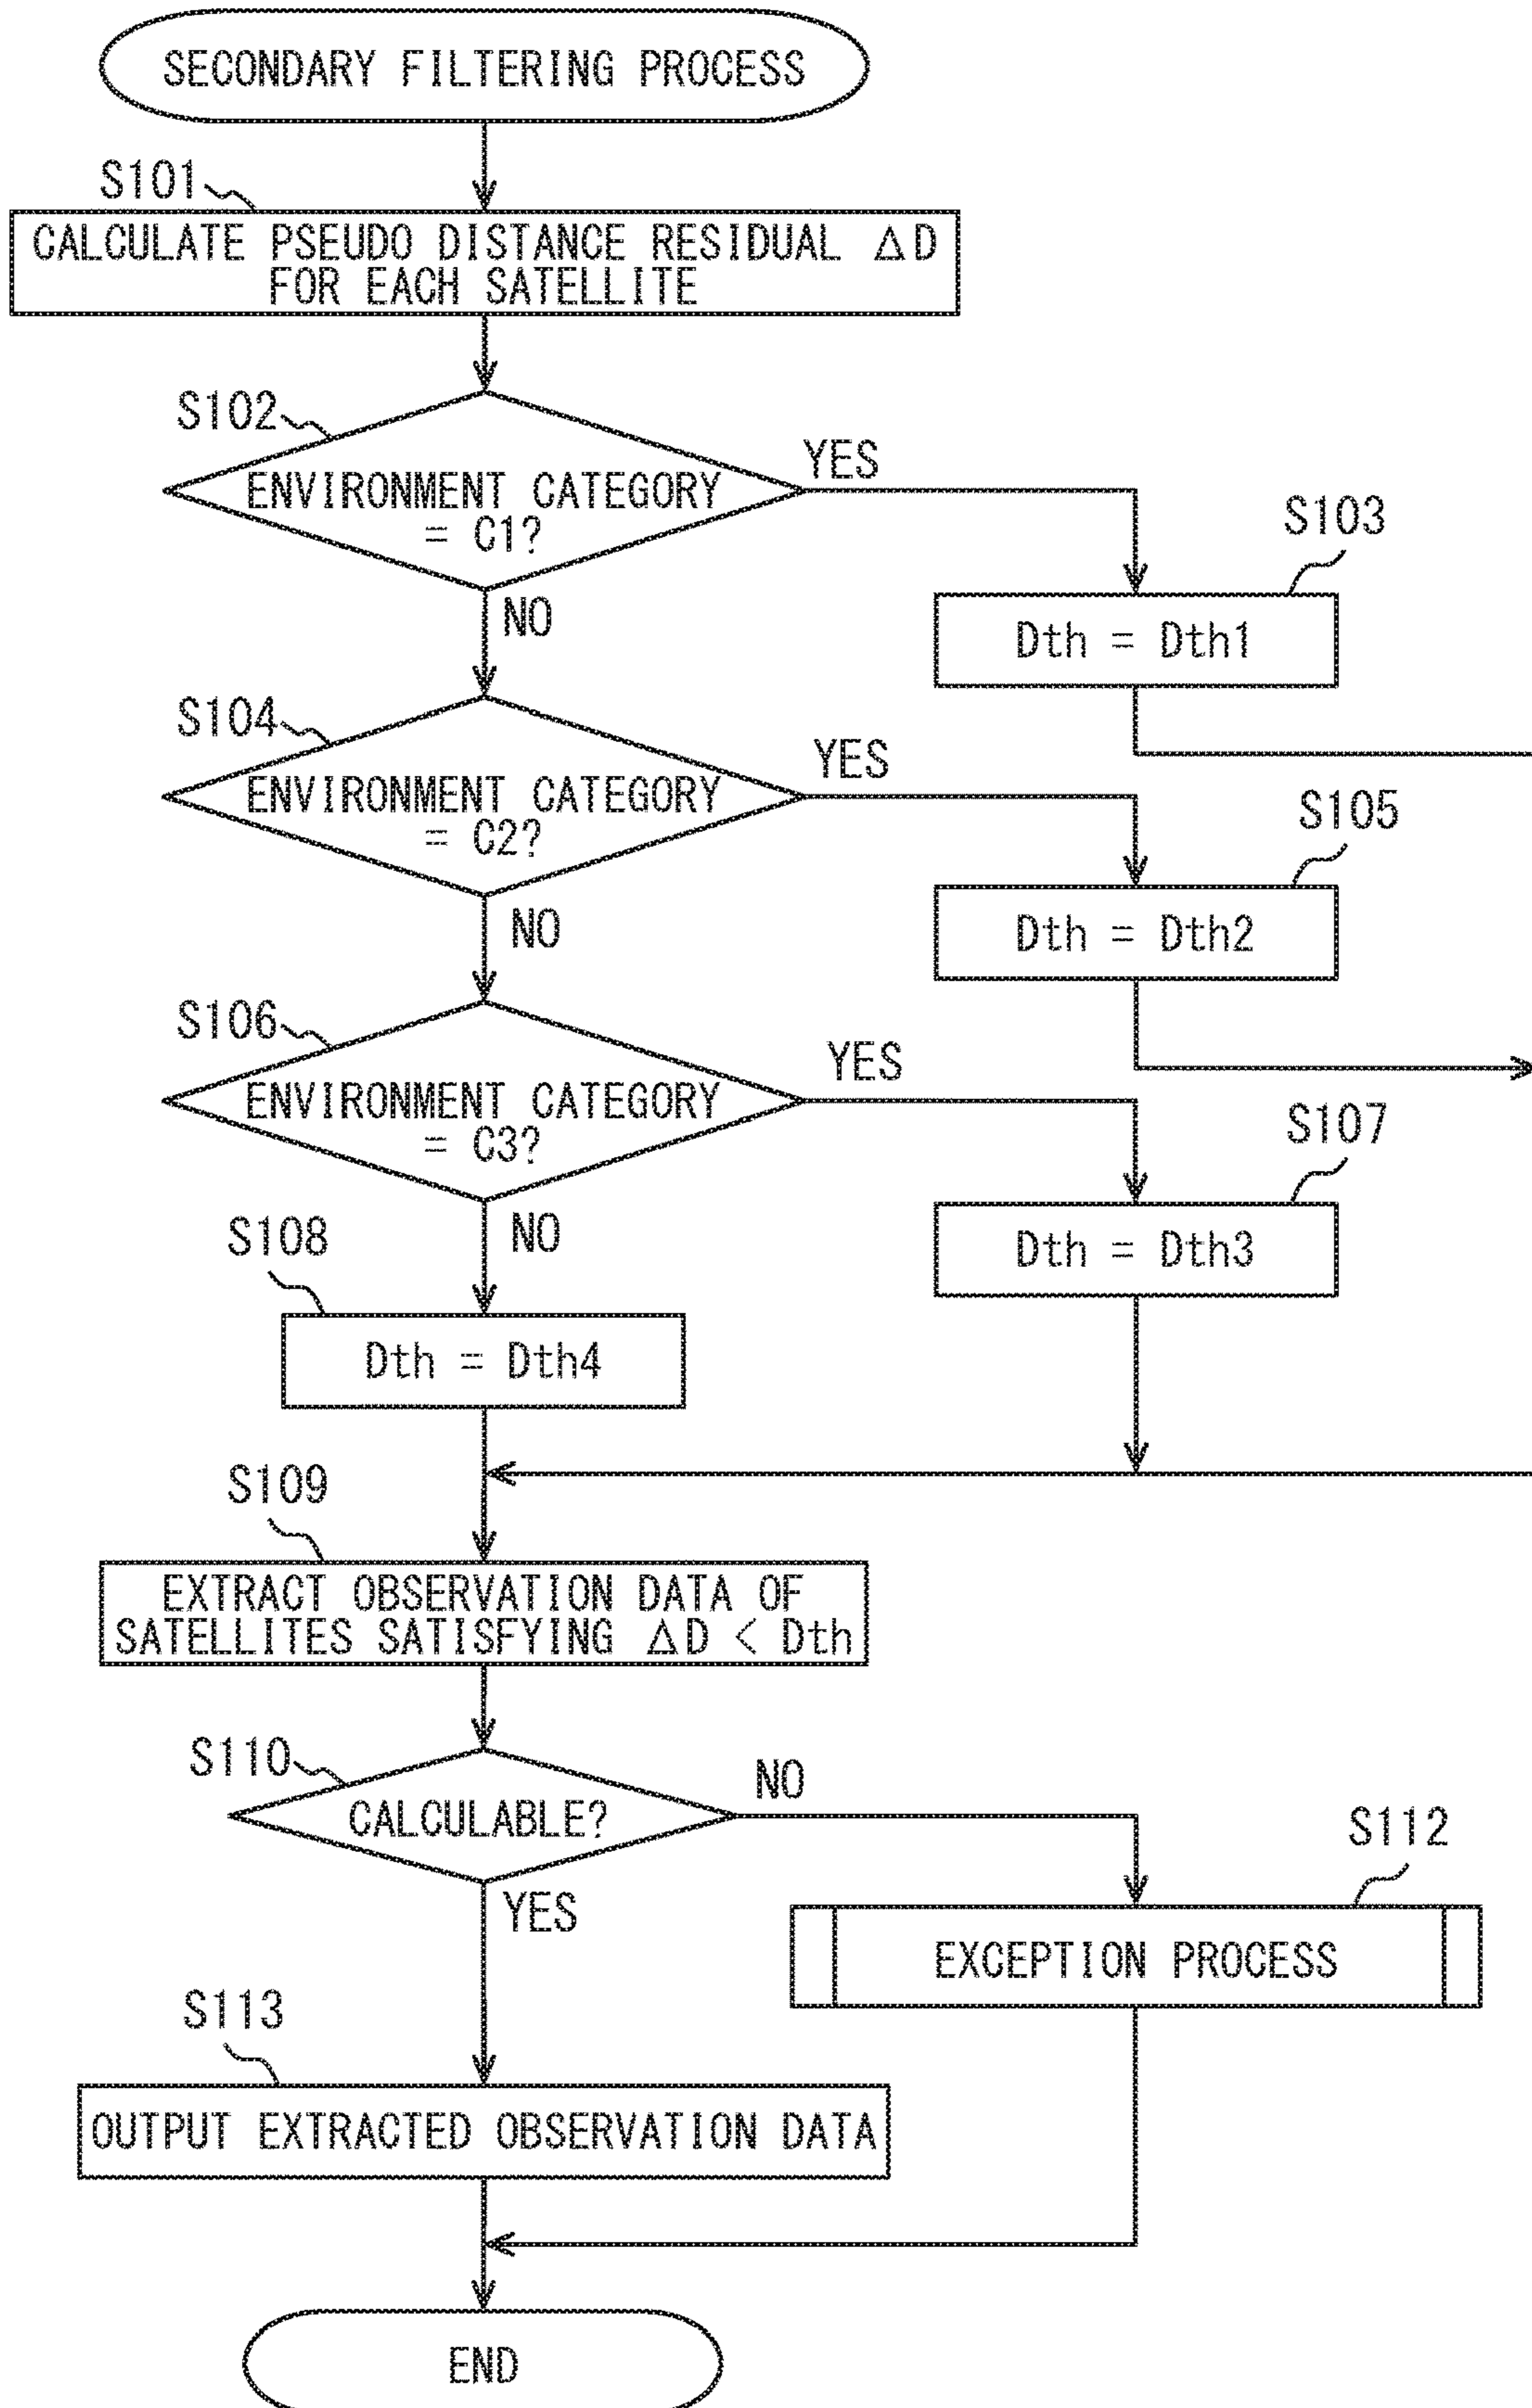 SECONDARY FILTERING PROCESS
S101
CALCULATE PSEUDO DISTANCE RESIDUAL ΔD
FOR EACH SATELLITE
S102
ENVIRONMENT CATEGORY
= C1?
YES
NO
S103
Dth = Dth1
S104
ENVIRONMENT CATEGORY
= C2?
YES
NO
S105
Dth = Dth2
S106
ENVIRONMENT CATEGORY
= C3?
YES
NO
S107
Dth = Dth3
S108
Dth = Dth4
S109
EXTRACT OBSERVATION DATA OF
SATELLITES SATISFYING ΔD < Dth
S110
CALCULABLE?
NO
YES
S112
EXCEPTION PROCESS
S113
OUTPUT EXTRACTED OBSERVATION DATA
END